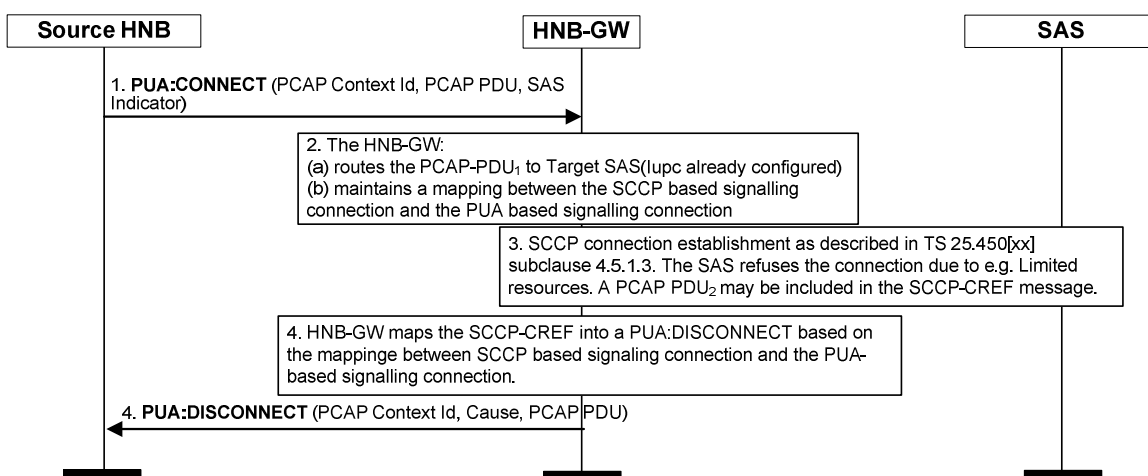 Source HNB
HNB-GW
SAS
1. PUA:CONNECT (PCAP Context Id, PCAP PDU, SAS
Indicator)
2. The HNB-GW:
(a) routes the PCAP-PDU₁ to Target SAS(Iupc already configured)
(b) maintains a mapping between the SCCP based signalling
connection and the PUA based signalling connection
3. SCCP connection establishment as described in TS 25.450[xx]
subclause 4.5.1.3. The SAS refuses the connection due to e.g. Limited
resources. A PCAP PDU₂ may be included in the SCCP-CREF message.
4. HNB-GW maps the SCCP-CREF into a PUA:DISCONNECT based on
the mappinge between SCCP based signaling connection and the PUA-
based signalling connection.
4. PUA:DISCONNECT (PCAP Context Id, Cause, PCAP PDU)